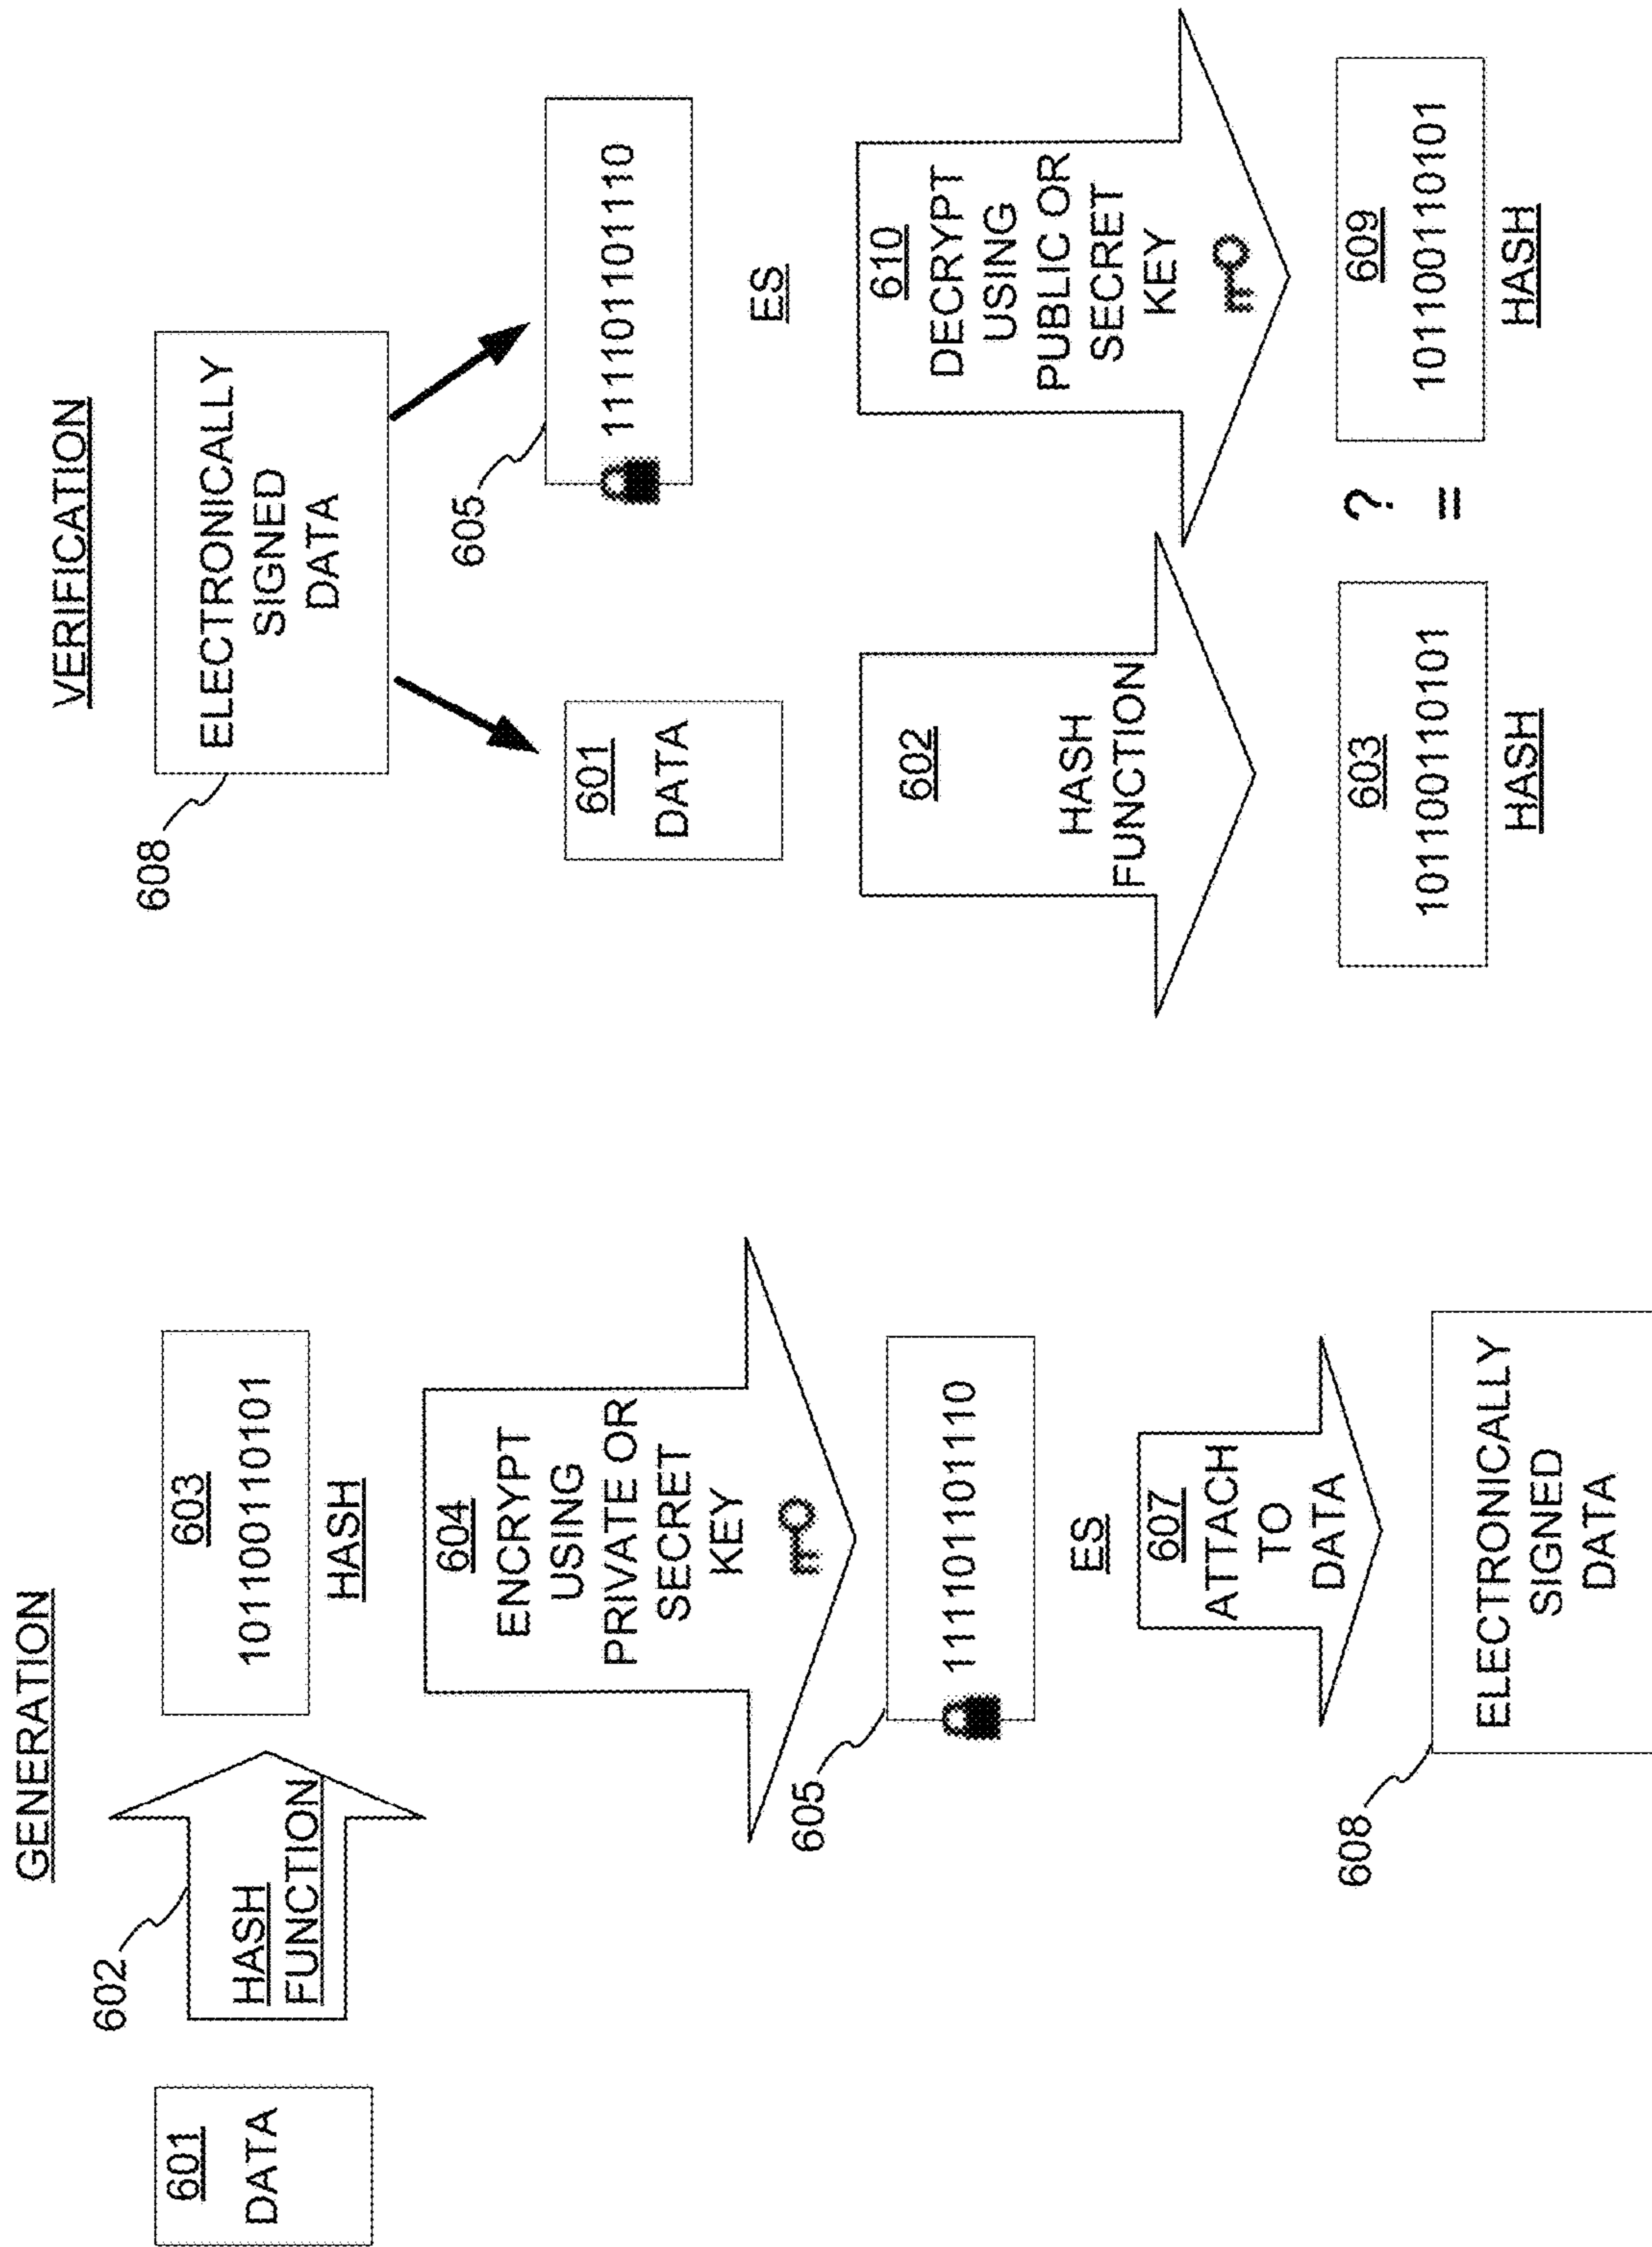 GENERATION
601
DATA
602
HASH
FUNCTION
603
101100110101
HASH
604
ENCRYPT
USING
PRIVATE OR
SECRET
KEY
605
111101101110
ES
607
ATTACH
TO
DATA
608
ELECTRONICALLY
SIGNED
DATA
VERIFICATION
608
ELECTRONICALLY
SIGNED
DATA
601
DATA
605
111101101110
ES
602
HASH
FUNCTION
610
DECRYPT
USING
PUBLIC OR
SECRET
KEY
603
101100110101
HASH
?
=
609
101100110101
HASH